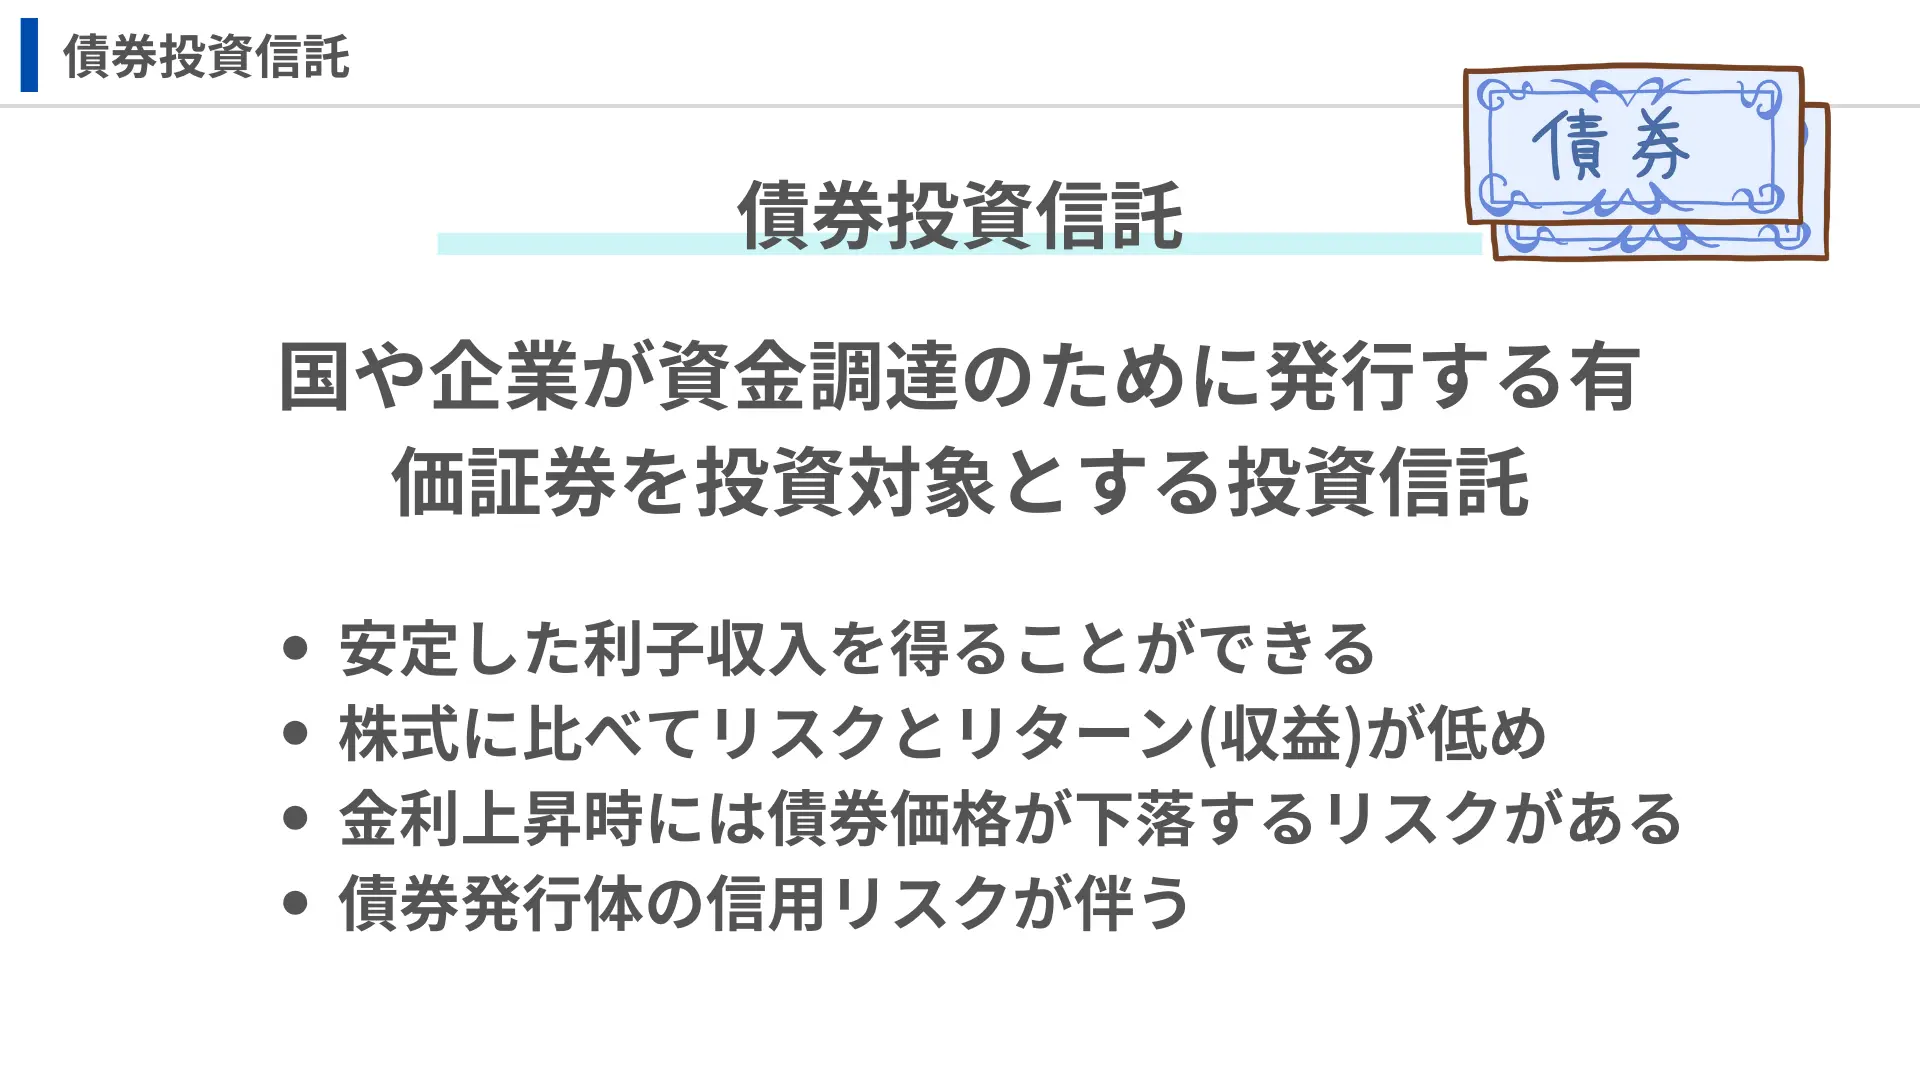 債券投資信託
債券
債券投資信託
国や企業が資金調達のために発行する有
価証券を投資対象とする投資信託
• 安定した利子収入を得ることができる
• 株式に比べてリスクとリターン(収益)が低め
• 金利上昇時には債券価格が下落するリスクがある
• 債券発行体の信用リスクが伴う